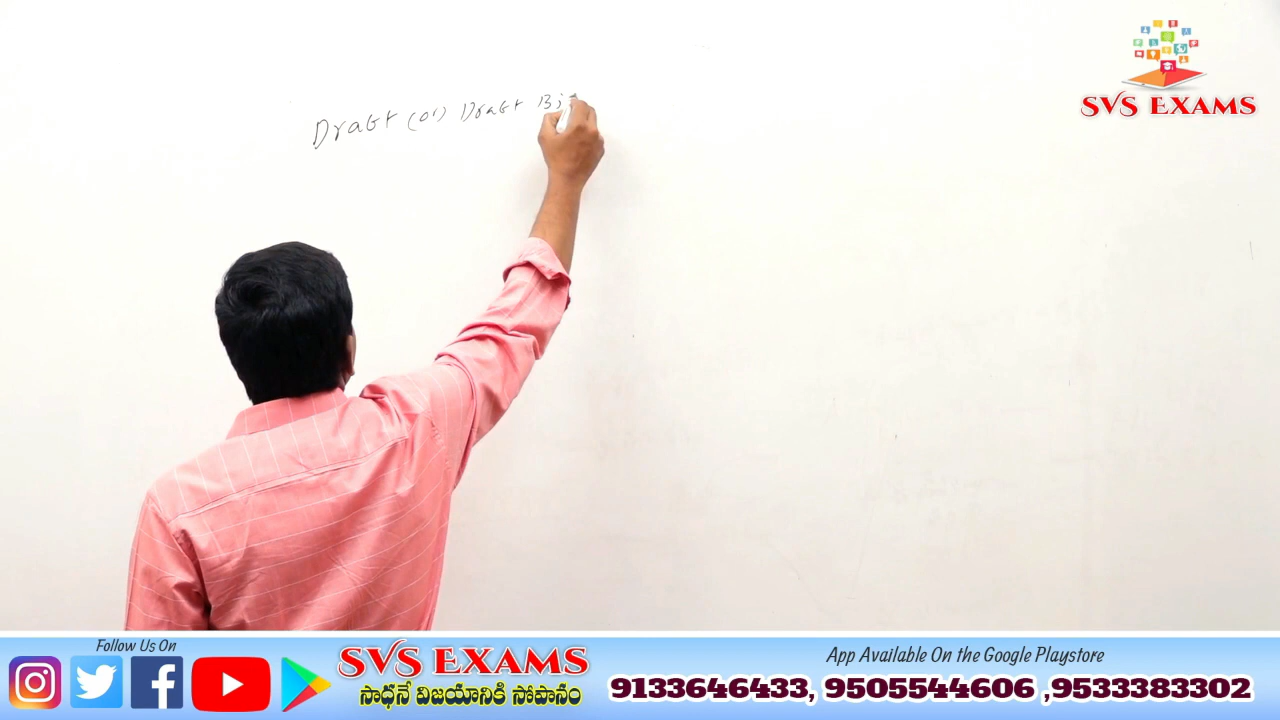 SVS EXAMS
Draft (or) Draft Bi
Follow Us On
SVS EXAMS
సాధనే విజయానికి సోపానం
App Available On the Google Playstore
9133646433, 9505544606 ,9533383302